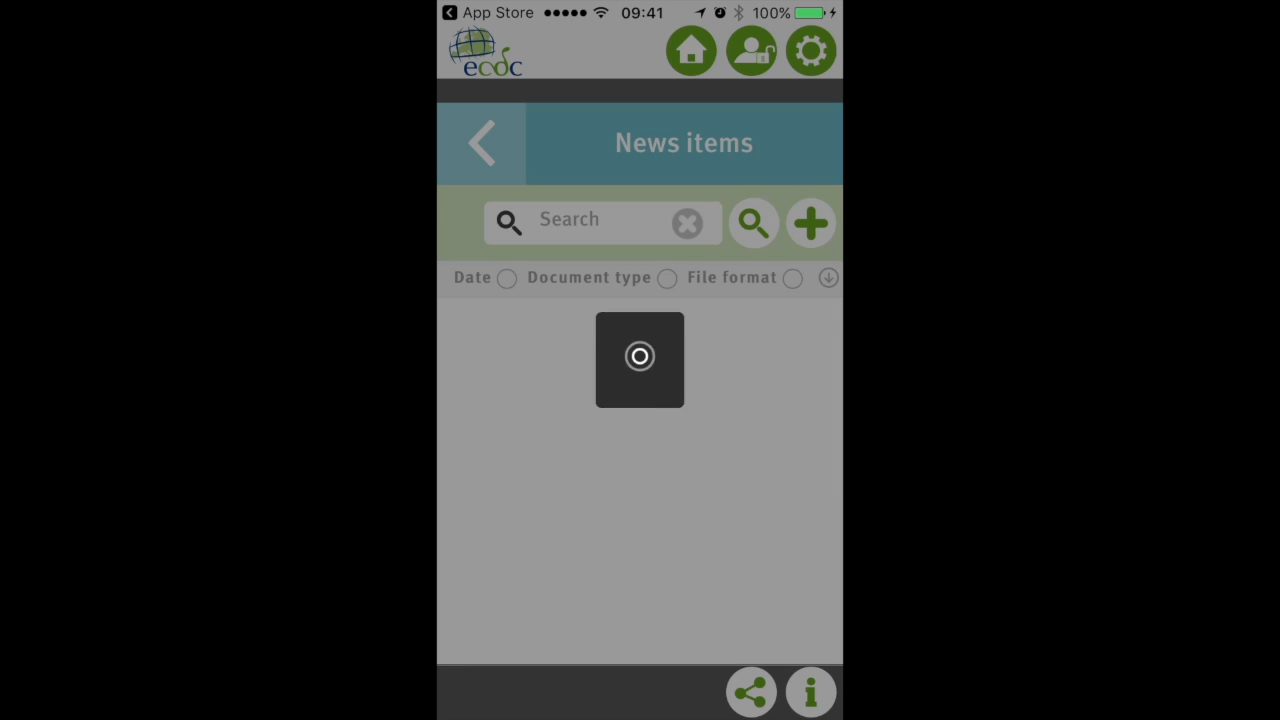 App Store 09:41 100%
ecdc
News items
Search
Date Document type File format